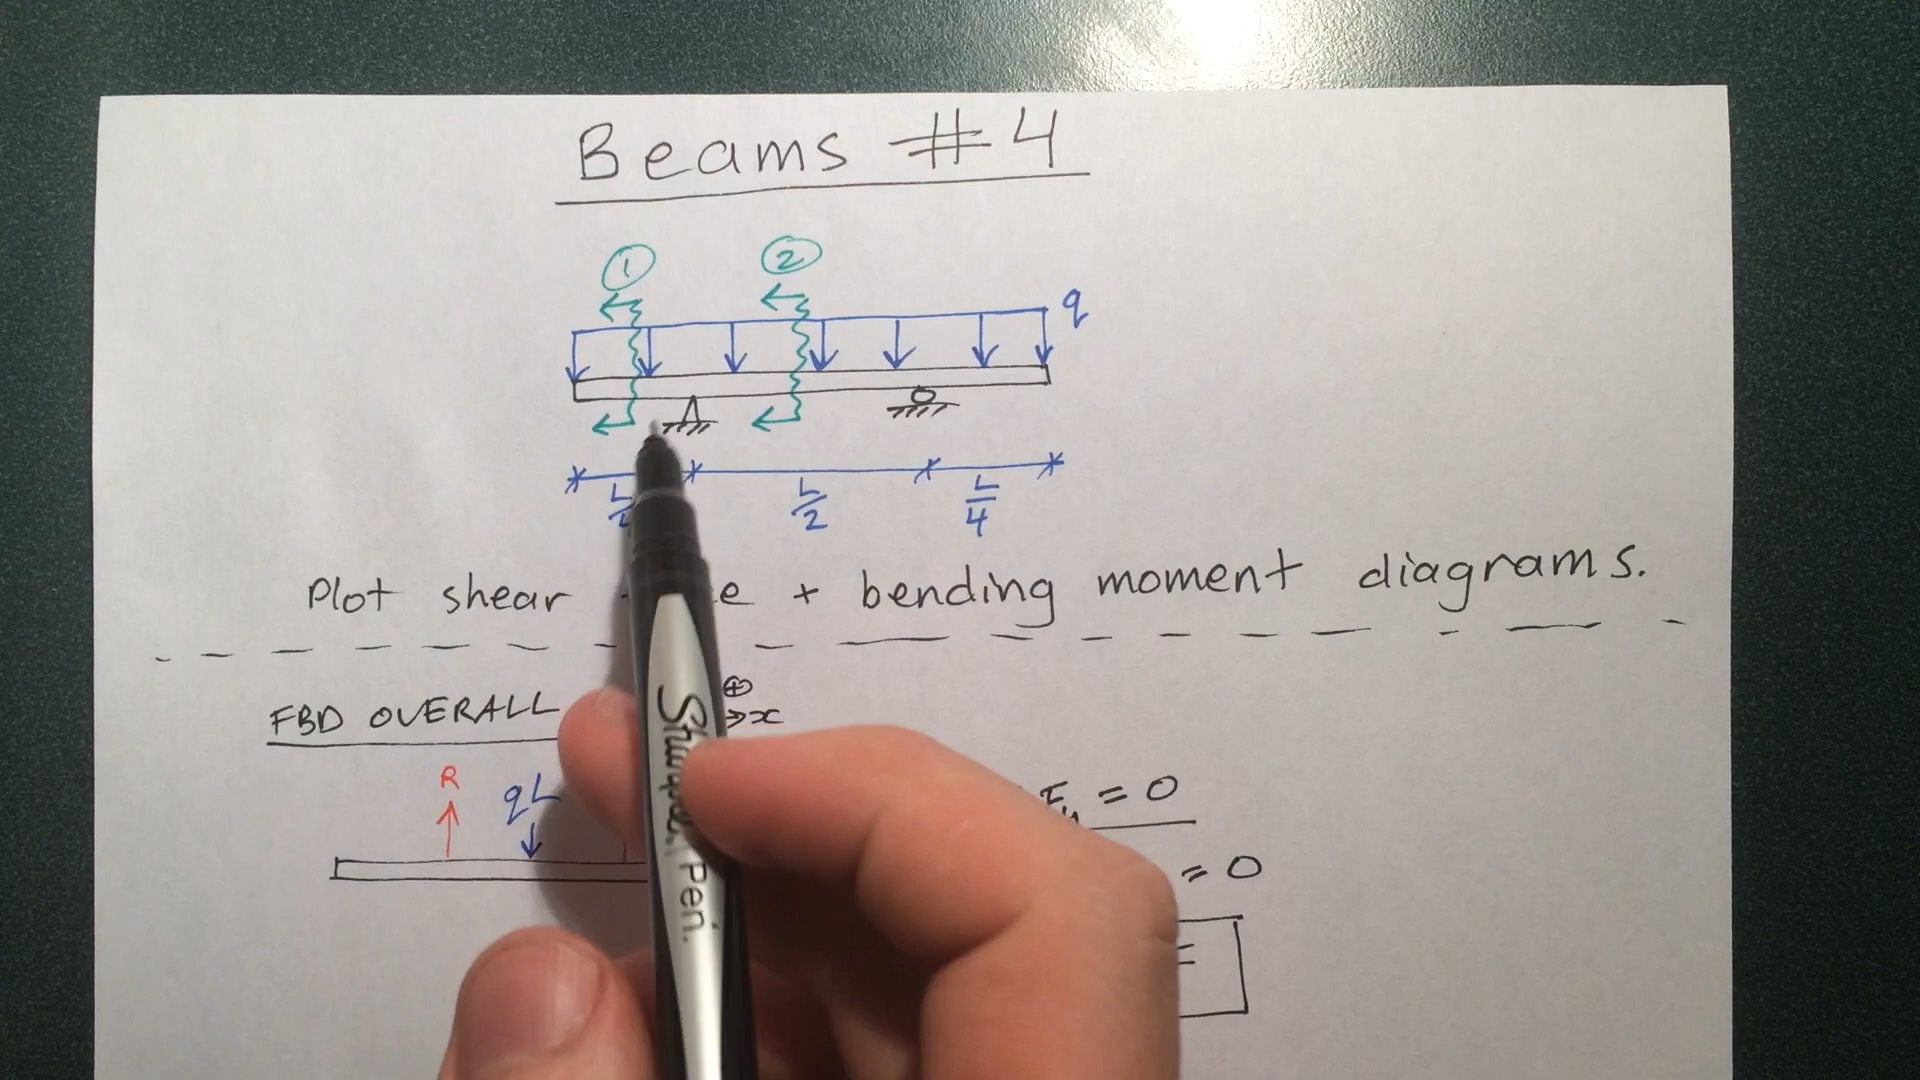 Beams #4
① ②
q
L/2 L/4
Plot shear + bending moment diagrams.
FBD OVERALL
⊕
→x
R
qL
= 0
= 0
Sharpie. Pen.